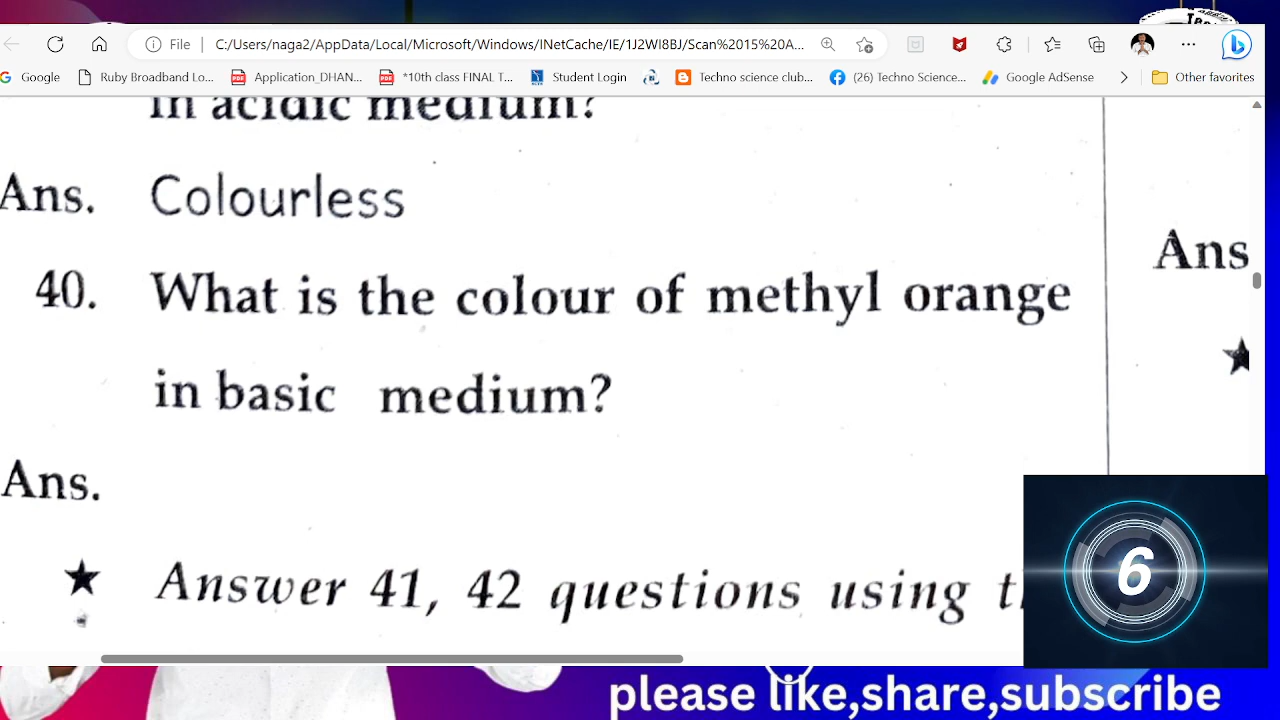 File
C:/Users/naga2/AppData/Local/Microsoft/Windows/INetCache/IE/1J2WI8BJ/Scan%2015%20A...
Google
Ruby Broadband Lo...
Application_DHAN...
*10th class FINAL T...
Student Login
Techno science club...
(26) Techno Science...
Google AdSense
Other favorites
in acidic medium?
Ans. Colourless
40. What is the colour of methyl orange
in basic medium?
Ans.
★ Answer 41, 42 questions using
Ans
★
6
please like,share,subscribe